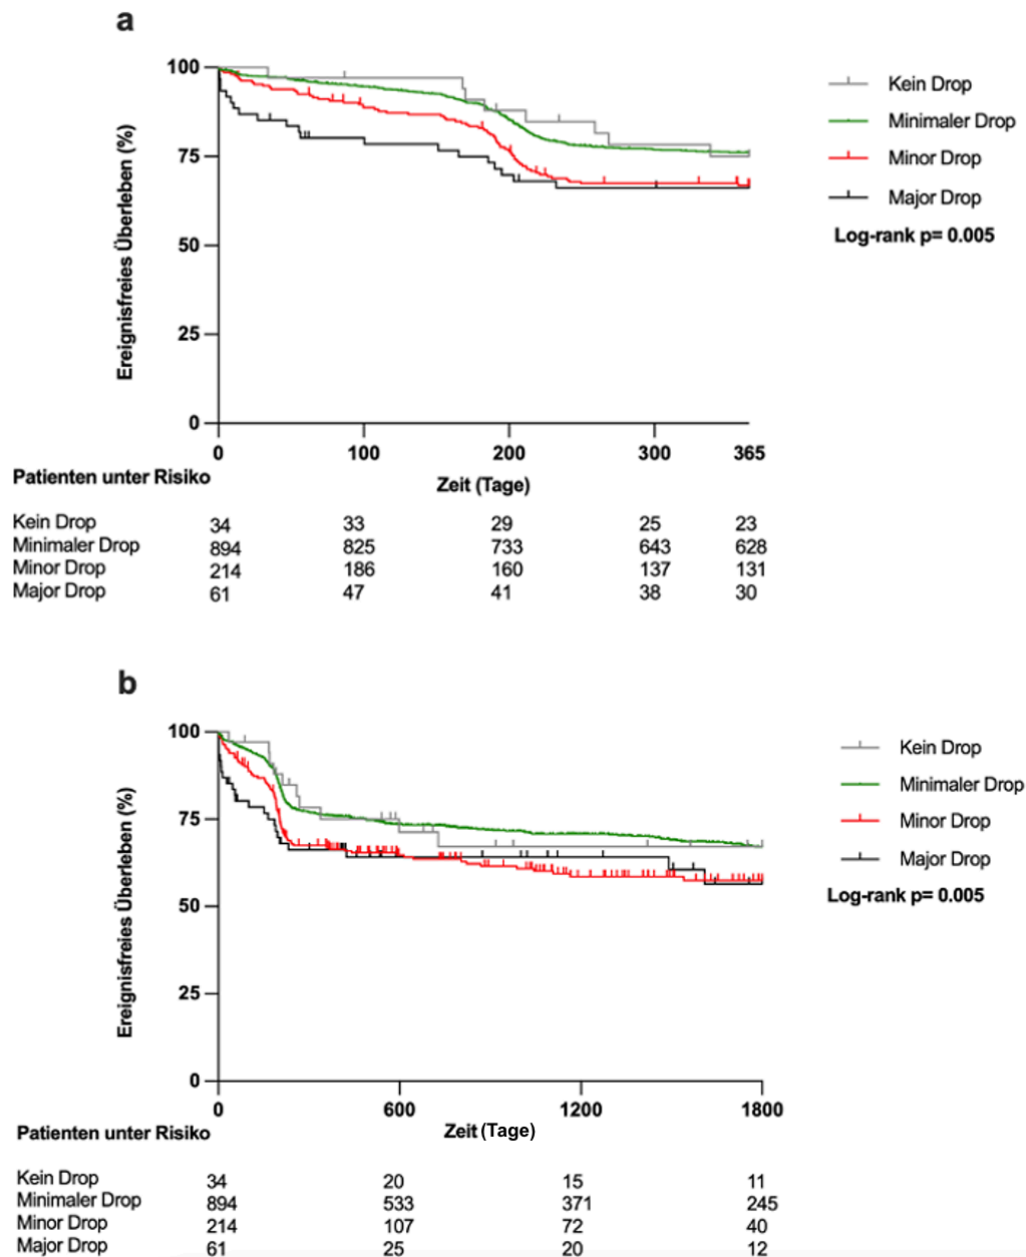 a
100
75
50
25
0
Ereignisfreies Überleben (%)
0 100 200 300 365
Zeit (Tage)
Kein Drop
Minimaler Drop
Minor Drop
Major Drop
Log-rank p= 0.005
Patienten unter Risiko
Kein Drop 34 33 29 25 23
Minimaler Drop 894 825 733 643 628
Minor Drop 214 186 160 137 131
Major Drop 61 47 41 38 30
b
100
75
50
25
0
Ereignisfreies Überleben (%)
0 600 1200 1800
Zeit (Tage)
Kein Drop
Minimaler Drop
Minor Drop
Major Drop
Log-rank p= 0.005
Patienten unter Risiko
Kein Drop 34 20 15 11
Minimaler Drop 894 533 371 245
Minor Drop 214 107 72 40
Major Drop 61 25 20 12